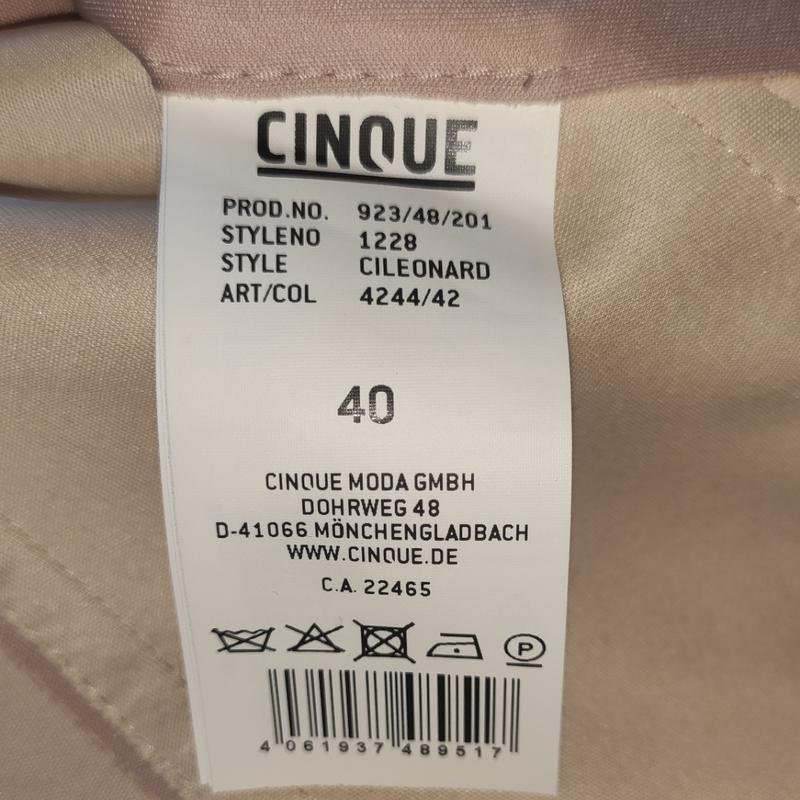 CINQUE
PROD.NO. 923/48/201
STYLENO 1228
STYLE CILEONARD
ART/COL 4244/42
40
CINQUE MODA GMBH
DOHRWEG 48
D-41066 MÖNCHENGLADBACH
WWW.CINQUE.DE
C.A. 22465
P
4 061937 489517